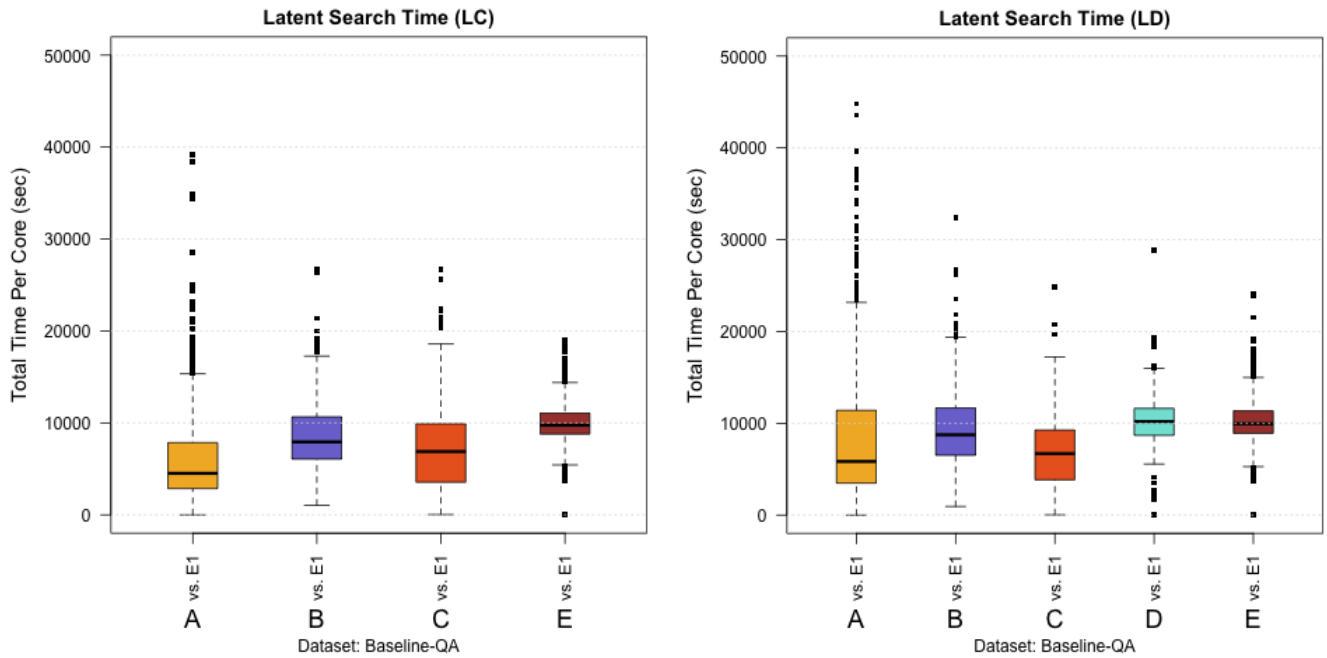 Latent Search Time (LC)
Total Time Per Core (sec)
50000
40000
30000
20000
10000
0
vs. E1
vs. E1
vs. E1
vs. E1
A
B
C
E
Dataset: Baseline-QA
Latent Search Time (LD)
Total Time Per Core (sec)
50000
40000
30000
20000
10000
0
vs. E1
vs. E1
vs. E1
vs. E1
vs. E1
A
B
C
D
E
Dataset: Baseline-QA